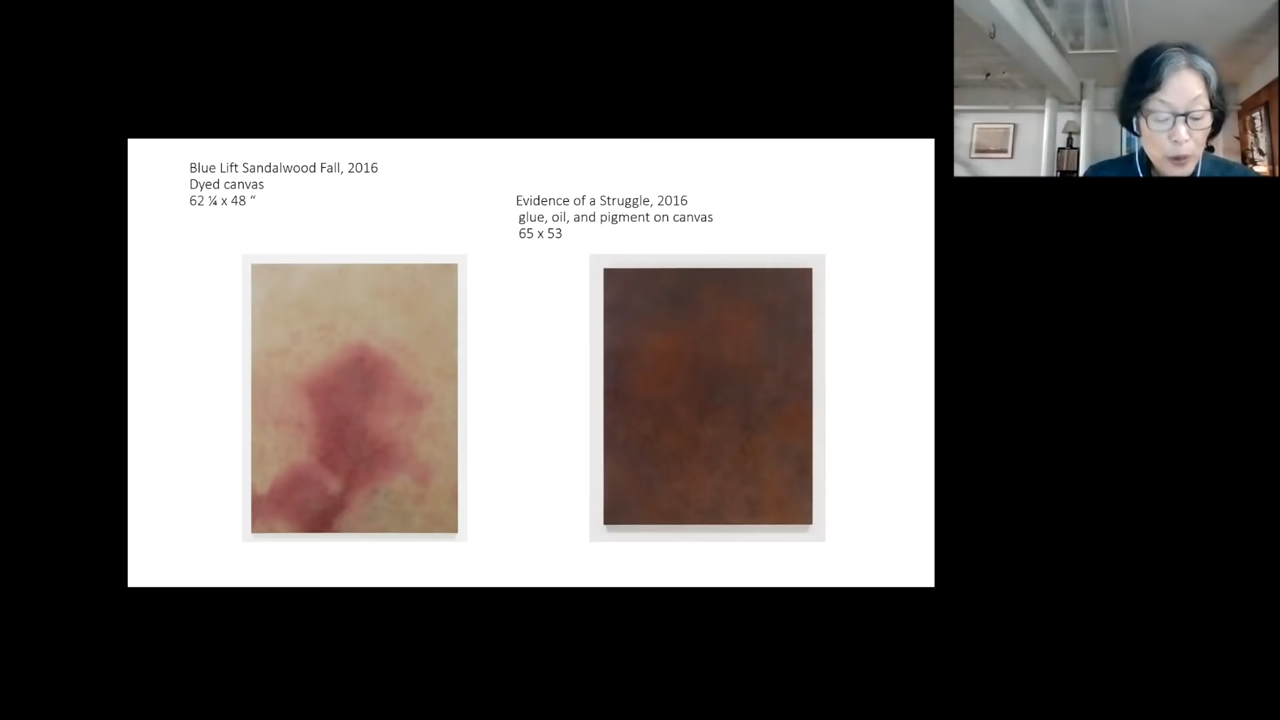 Blue Lift Sandalwood Fall, 2016
Dyed canvas
62 ¼ x 48 “
Evidence of a Struggle, 2016
glue, oil, and pigment on canvas
65 x 53